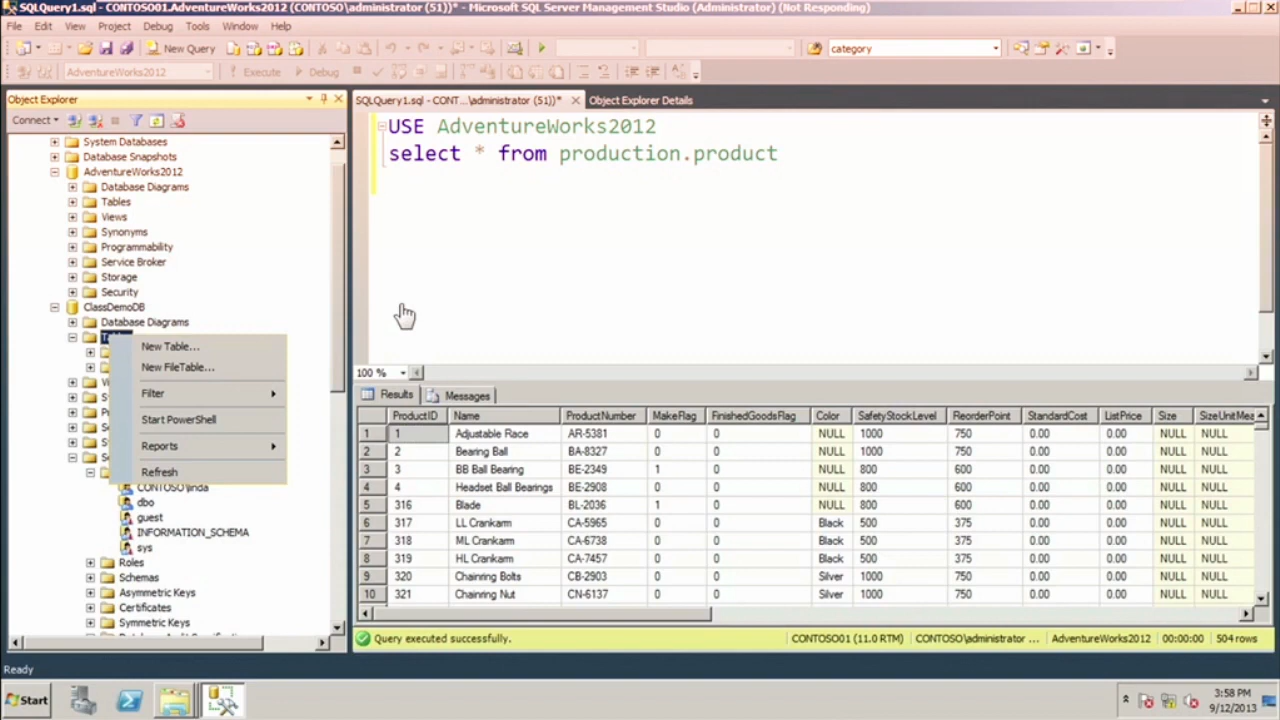 SQLQuery1.sql - CONTOSO01.AdventureWorks2012 (CONTOSO\administrator (51))* - Microsoft SQL Server Management Studio (Administrator) (Not Responding)
File Edit View Project Debug Tools Window Help
New Query category
AdventureWorks2012 Execute Debug
Object Explorer
Connect
System Databases
Database Snapshots
AdventureWorks2012
Database Diagrams
Tables
Views
Synonyms
Programmability
Service Broker
Storage
Security
ClassDemoDB
Database Diagrams
New Table...
New FileTable...
Filter
Start PowerShell
Reports
Refresh
CONTOSO\linda
dbo
guest
INFORMATION_SCHEMA
sys
Roles
Schemas
Asymmetric Keys
Certificates
Symmetric Keys
SQLQuery1.sql - CONT...\administrator (51))* Object Explorer Details
USE AdventureWorks2012
select * from production.product
100 %
Results Messages
ProductID Name ProductNumber MakeFlag FinishedGoodsFlag Color SafetyStockLevel ReorderPoint StandardCost ListPrice Size SizeUnitMea
1 1 Adjustable Race AR-5381 0 0 NULL 1000 750 0.00 0.00 NULL NULL
2 2 Bearing Ball BA-8327 0 0 NULL 1000 750 0.00 0.00 NULL NULL
3 3 BB Ball Bearing BE-2349 1 0 NULL 800 600 0.00 0.00 NULL NULL
4 4 Headset Ball Bearings BE-2908 0 0 NULL 800 600 0.00 0.00 NULL NULL
5 316 Blade BL-2036 1 0 NULL 800 600 0.00 0.00 NULL NULL
6 317 LL Crankarm CA-5965 0 0 Black 500 375 0.00 0.00 NULL NULL
7 318 ML Crankarm CA-6738 0 0 Black 500 375 0.00 0.00 NULL NULL
8 319 HL Crankarm CA-7457 0 0 Black 500 375 0.00 0.00 NULL NULL
9 320 Chainring Bolts CB-2903 0 0 Silver 1000 750 0.00 0.00 NULL NULL
10 321 Chainring Nut CN-6137 0 0 Silver 1000 750 0.00 0.00 NULL NULL
Query executed successfully. CONTOSO01 (11.0 RTM) CONTOSO\administrator ... AdventureWorks2012 00:00:00 504 rows
Ready
Start
3:58 PM
9/12/2013